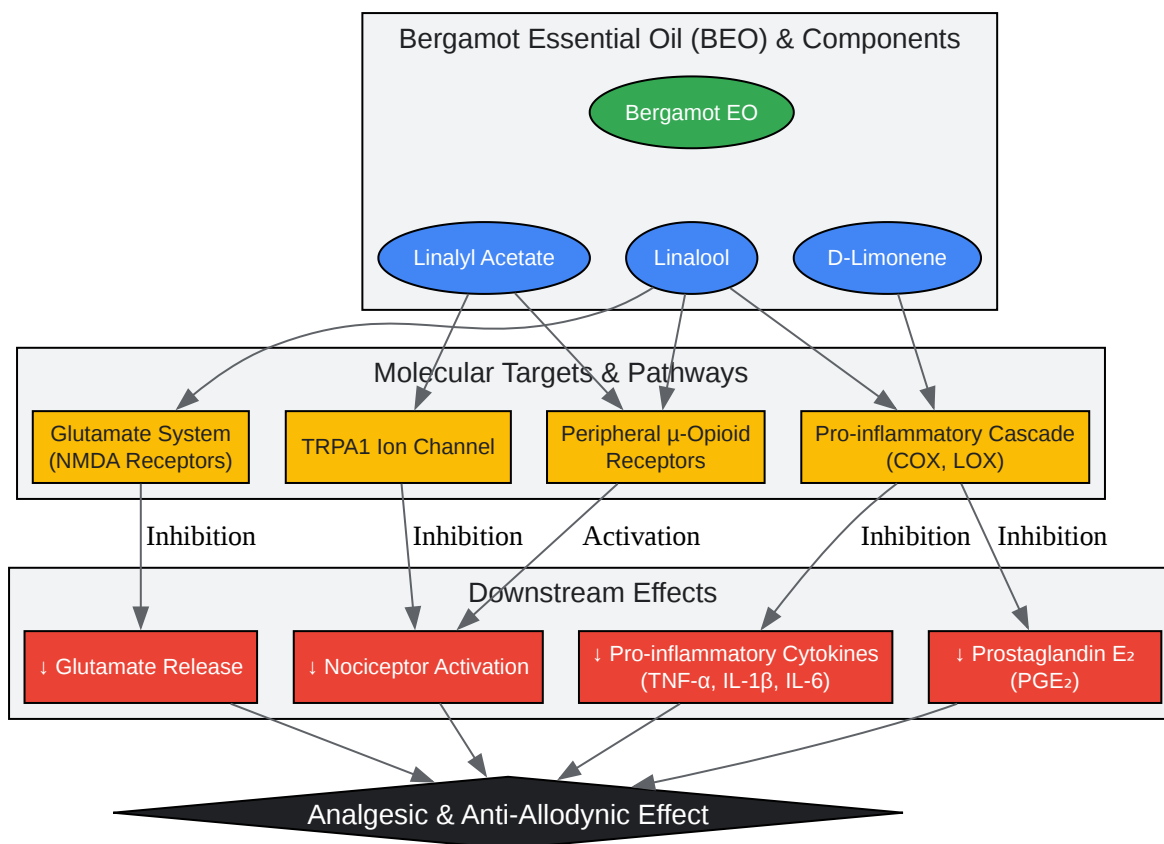 Bergamot Essential Oil (BEO) & Components
Bergamot EO
Linalyl Acetate
Linalool
D-Limonene
Molecular Targets & Pathways
Glutamate System
(NMDA Receptors)
TRPA1 Ion Channel
Peripheral µ-Opioid
Receptors
Pro-inflammatory Cascade
(COX, LOX)
Inhibition
Inhibition
Activation
Inhibition
Inhibition
Downstream Effects
↓ Glutamate Release
↓ Nociceptor Activation
↓ Pro-inflammatory Cytokines
(TNF-α, IL-1β, IL-6)
↓ Prostaglandin E₂
(PGE₂)
Analgesic & Anti-Allodynic Effect